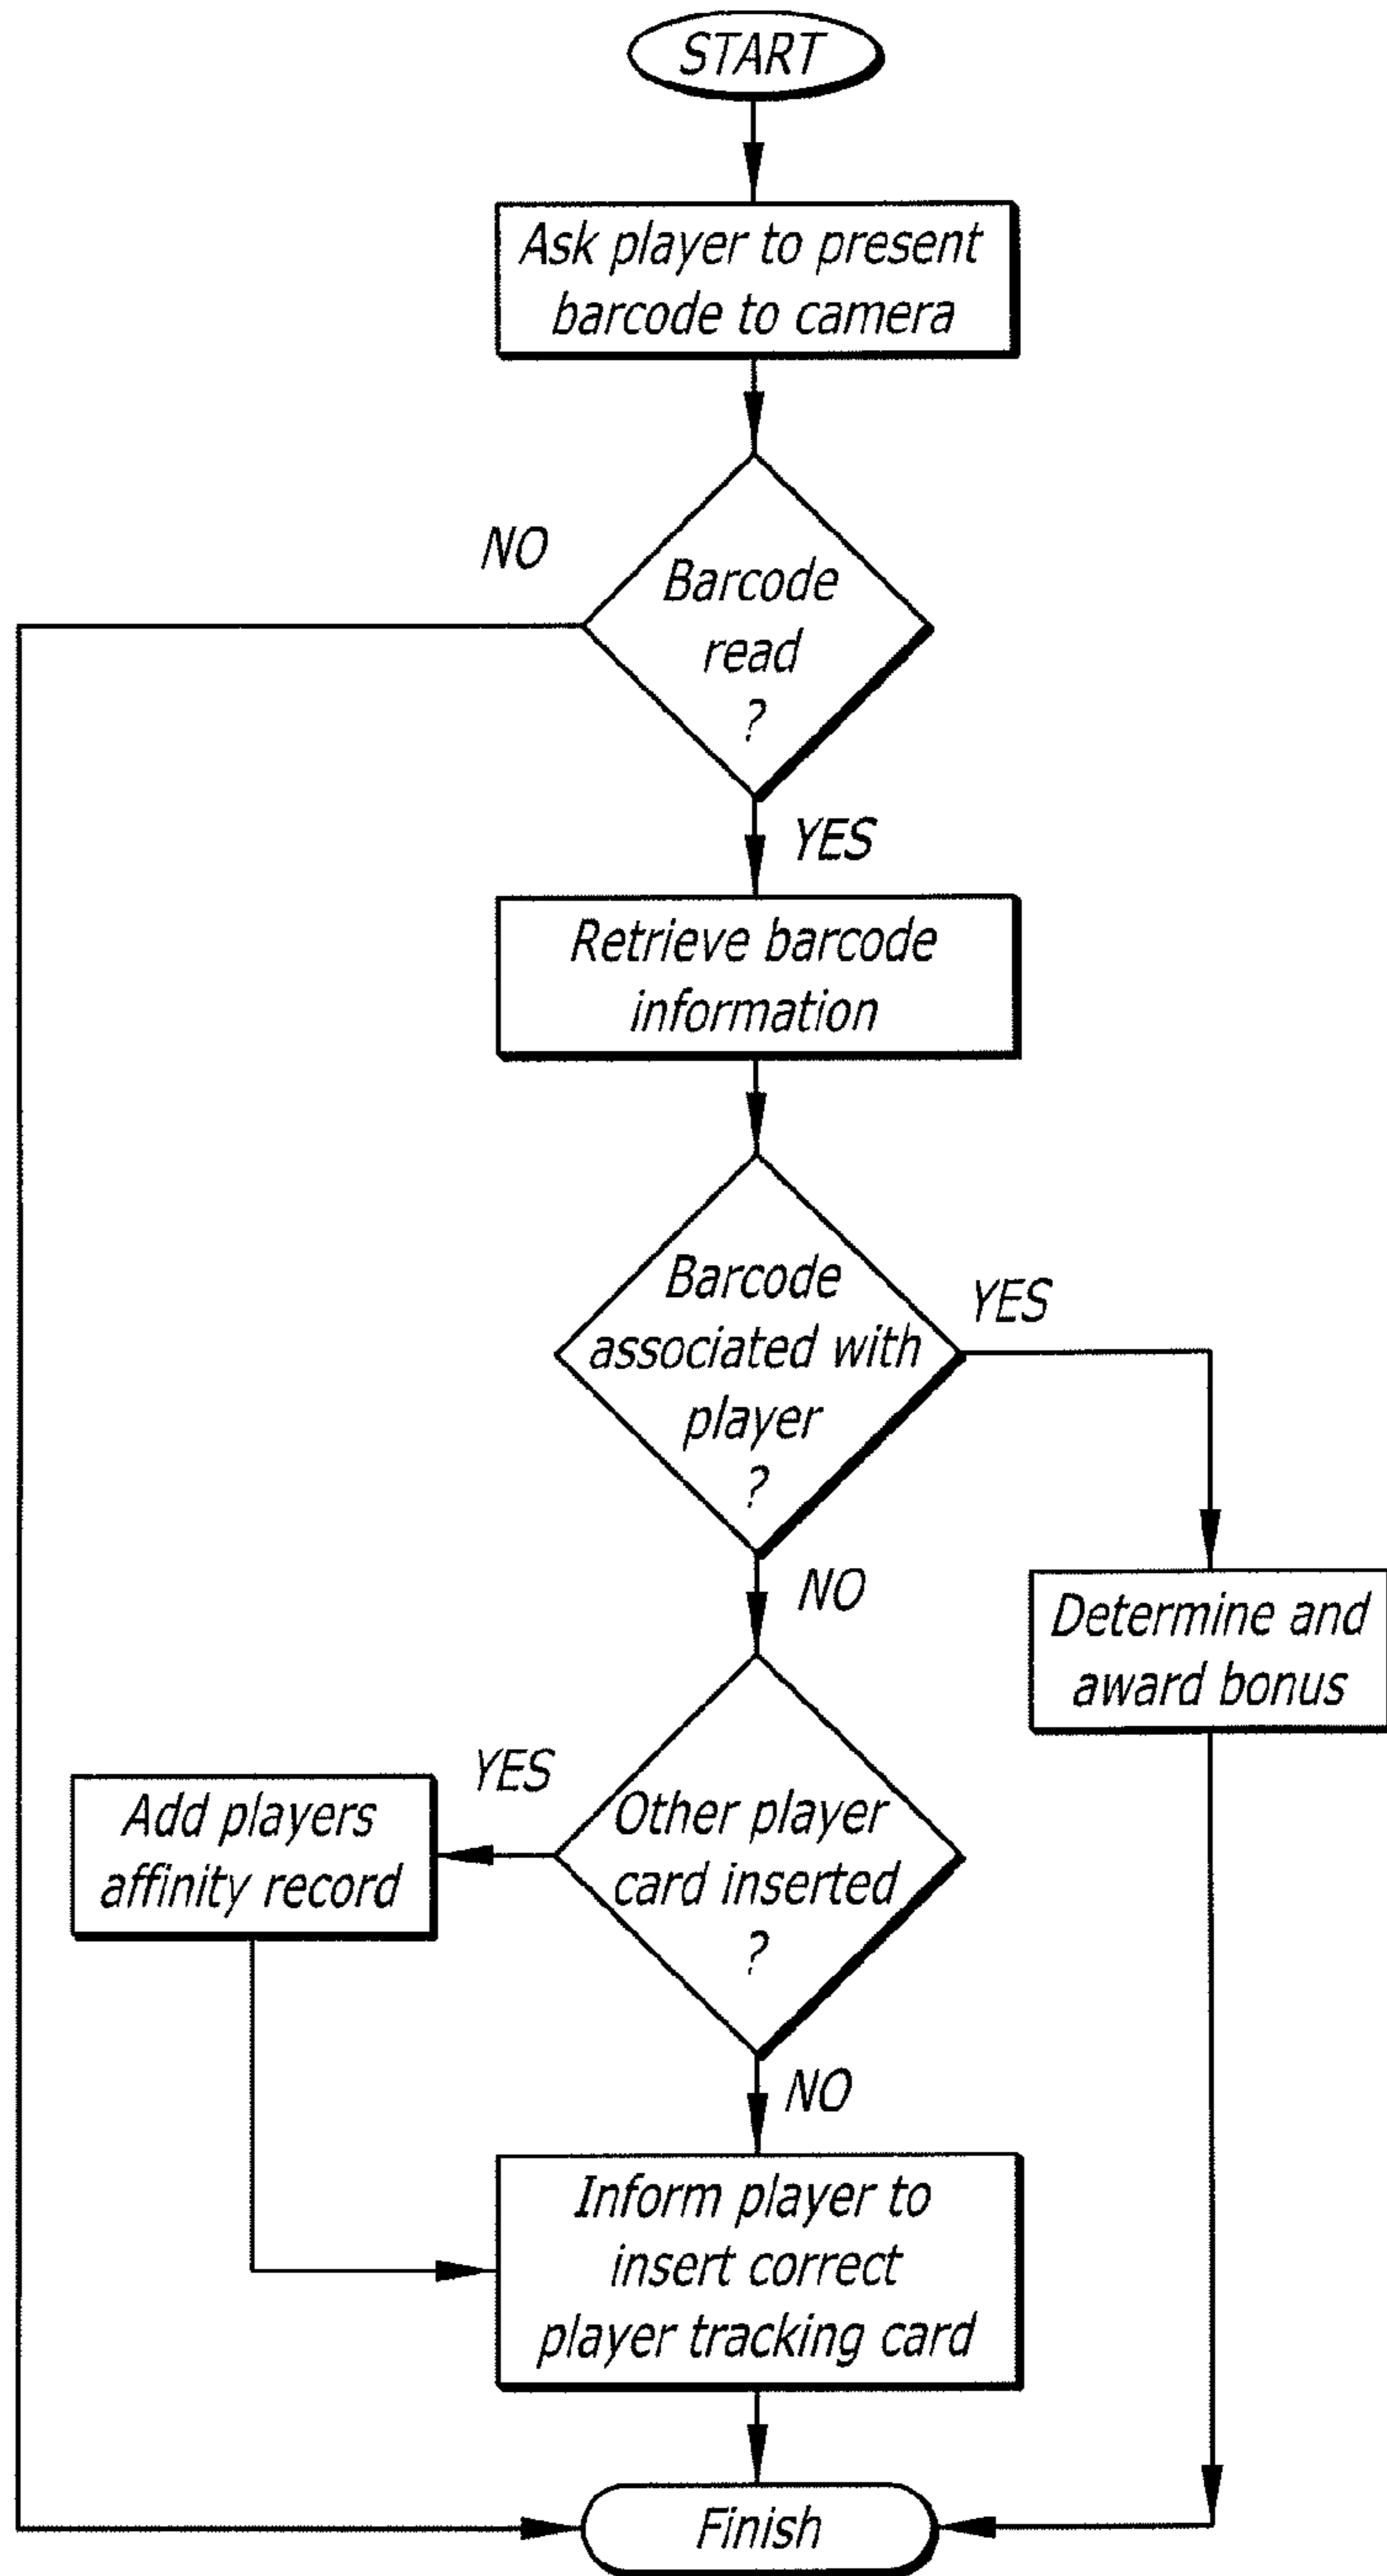 START
Ask player to present
barcode to camera
NO
Barcode
read
?
YES
Retrieve barcode
information
Barcode
associated with
player
?
YES
NO
Determine and
award bonus
YES
Add players
affinity record
Other player
card inserted
?
NO
Inform player to
insert correct
player tracking card
Finish